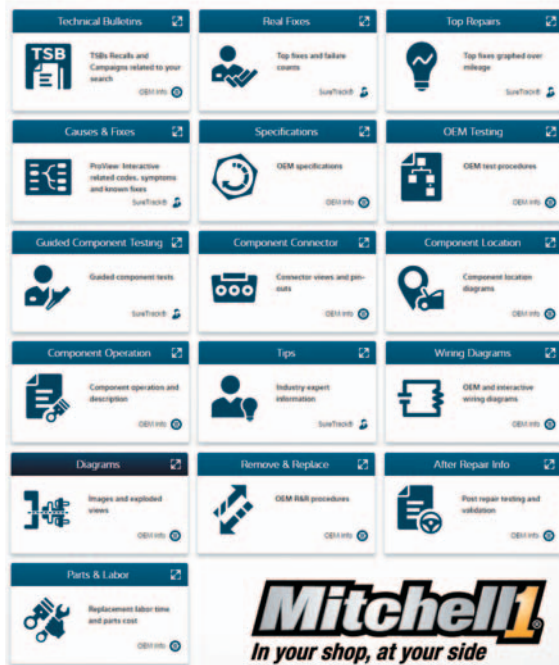 Technical Bulletins
TSB
TSBs Recalls and
Campaigns related to your
search
OEM Info
Real Fixes
Top fixes and failure
counts
SureTrack®
Top Repairs
Top fixes graphed over
mileage
SureTrack®
Causes & Fixes
ProView: Interactive
related codes, symptoms
and known fixes
SureTrack®
Specifications
OEM specifications
OEM Info
OEM Testing
OEM test procedures
OEM Info
Guided Component Testing
Guided component tests
SureTrack®
Component Connector
Connector views and pin-
outs
OEM Info
Component Location
Component location
diagrams
OEM Info
Component Operation
Component operation and
description
OEM Info
Tips
Industry expert
information
SureTrack®
Wiring Diagrams
OEM and interactive
wiring diagrams
OEM Info
Diagrams
Images and exploded
views
OEM Info
Remove & Replace
OEM R&R procedures
OEM Info
After Repair Info
Post repair testing and
validation
OEM Info
Parts & Labor
Replacement labor time
and parts cost
Mitchell1®
In your shop, at your side